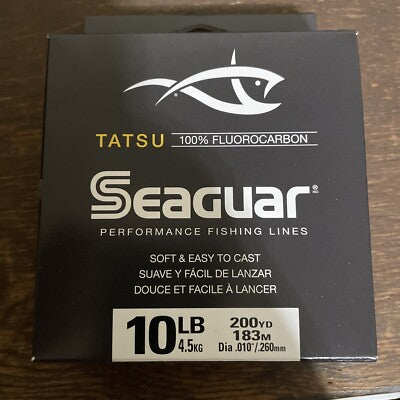 TATSU 100% FLUOROCARBON
Seaguar®
PERFORMANCE FISHING LINES
SOFT & EASY TO CAST
SUAVE Y FÁCIL DE LANZAR
DOUCE ET FACILE À LANCER
10LB 200YD
4.5KG 183M
Dia .010"/.260mm